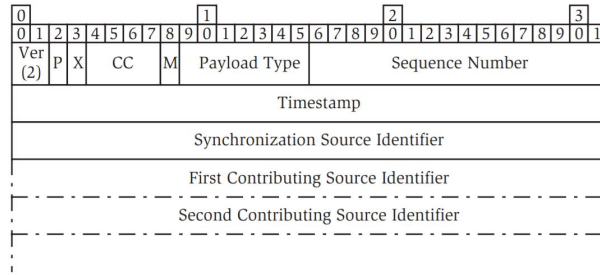 0 1 2 3
0 1 2 3 4 5 6 7 8 9 0 1 2 3 4 5 6 7 8 9 0 1 2 3 4 5 6 7 8 9 0 1
Ver (2) P X CC M Payload Type Sequence Number
Timestamp
Synchronization Source Identifier
First Contributing Source Identifier
Second Contributing Source Identifier